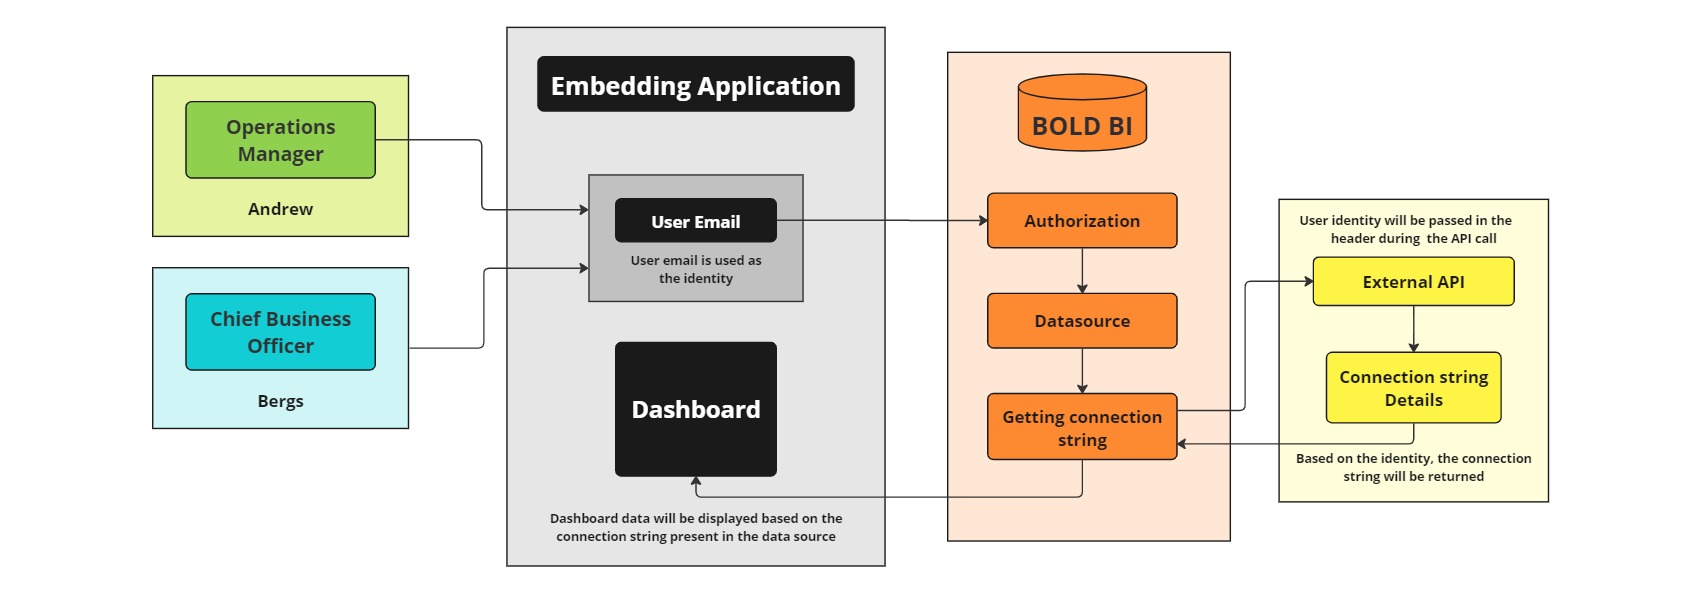 Operations
Manager
Andrew
Chief Business
Officer
Bergs
Embedding Application
User Email
User email is used as
the identity
Dashboard
Dashboard data will be displayed based on the
connection string present in the data source
BOLD BI
Authorization
Datasource
Getting connection
string
User identity will be passed in the
header during the API call
External API
Connection string
Details
Based on the identity, the connection
string will be returned